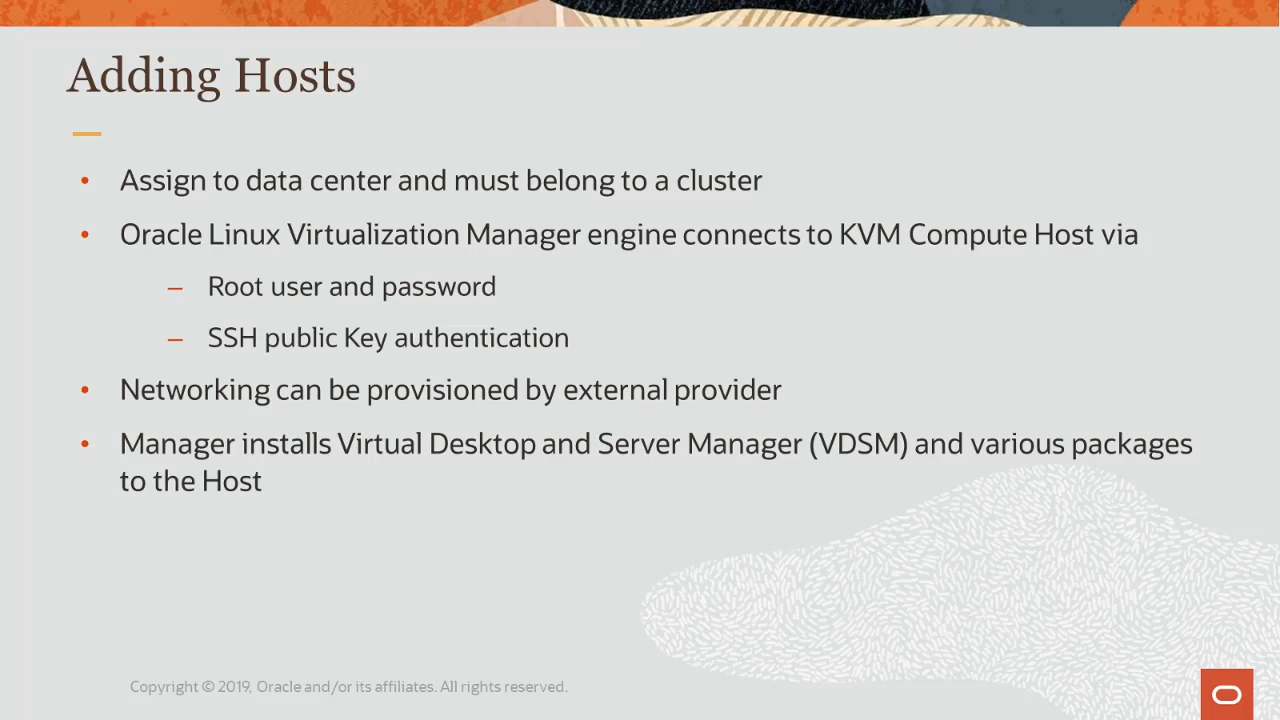 Adding Hosts
• Assign to data center and must belong to a cluster
• Oracle Linux Virtualization Manager engine connects to KVM Compute Host via
– Root user and password
– SSH public Key authentication
• Networking can be provisioned by external provider
• Manager installs Virtual Desktop and Server Manager (VDSM) and various packages
to the Host
Copyright © 2019, Oracle and/or its affiliates. All rights reserved.